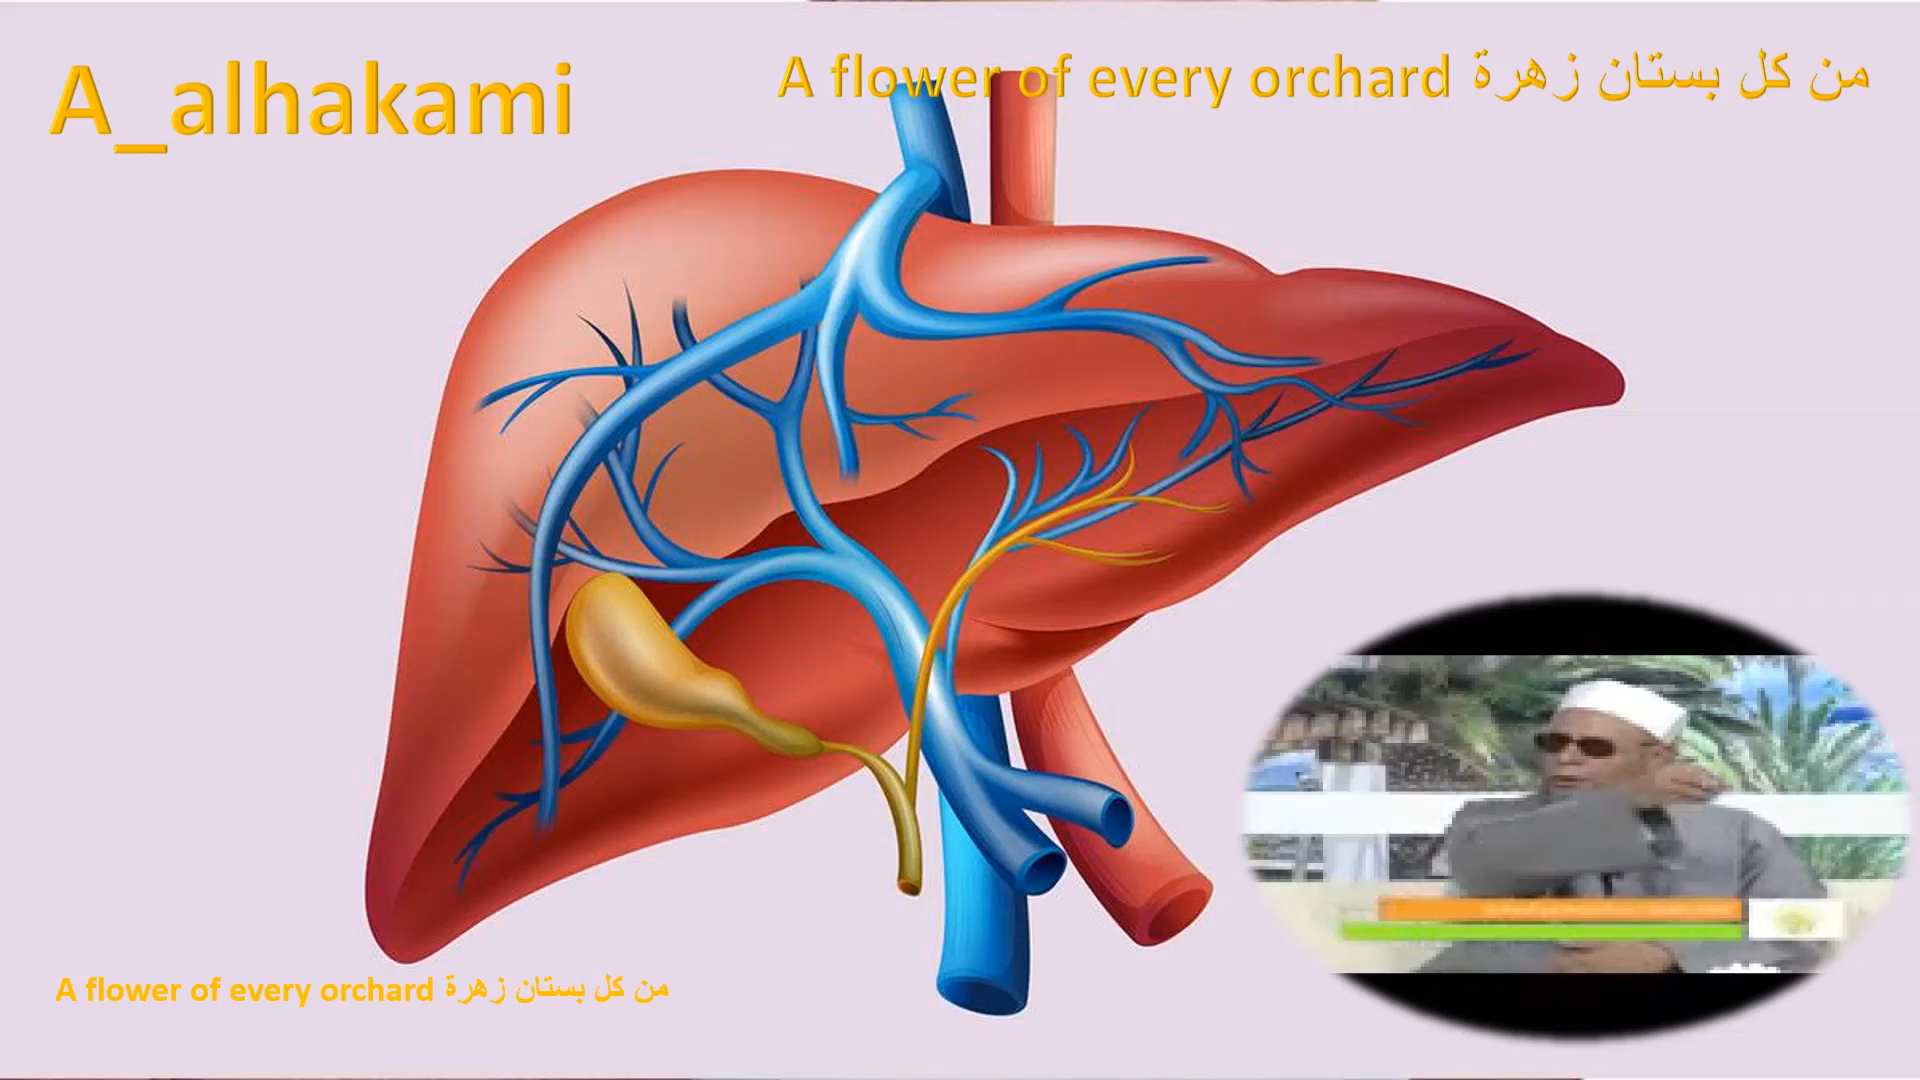 A_alhakami
A flower of every orchard من كل بستان زهرة
A flower of every orchard من كل بستان زهرة